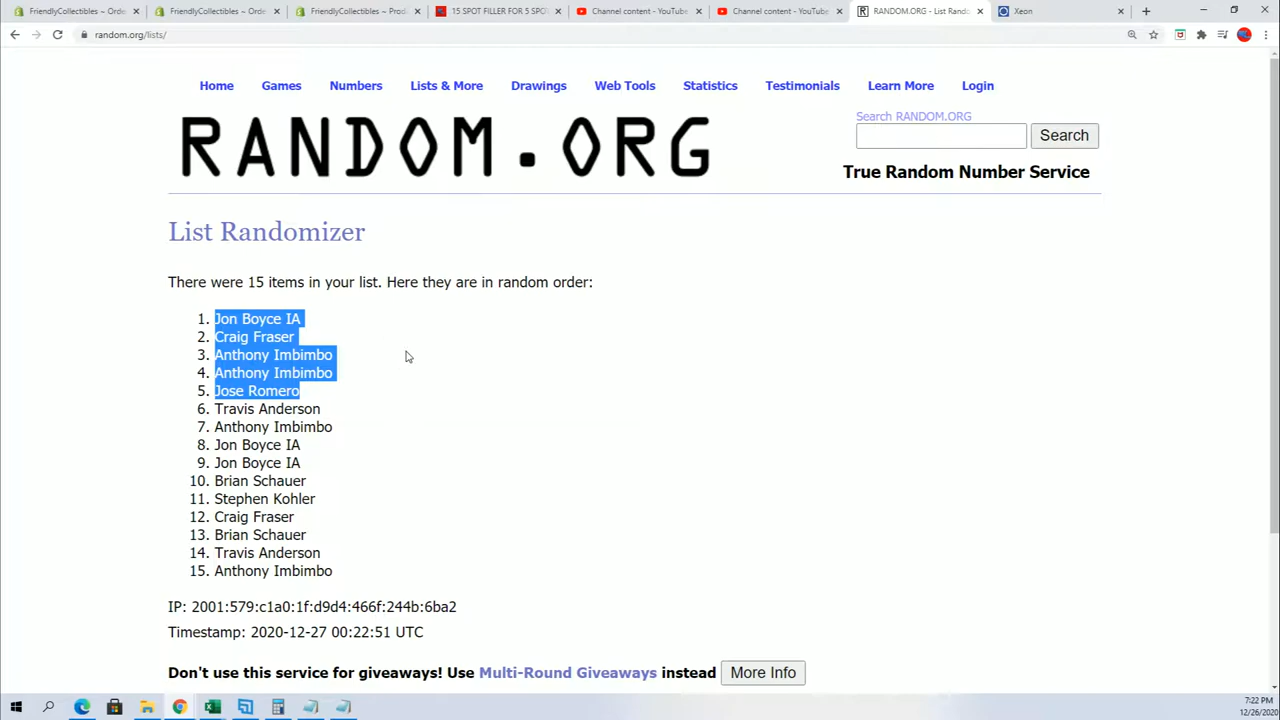 FriendlyCollectibles ~ Orde
FriendlyCollectibles ~ Orde
FriendlyCollectibles ~ Prod
15 SPOT FILLER FOR 5 SPOT
Channel content - YouTube
Channel content - YouTube
RANDOM.ORG - List Rando
Xeon
random.org/lists/
Home Games Numbers Lists & More Drawings Web Tools Statistics Testimonials Learn More Login
RANDOM.ORG
Search RANDOM.ORG
Search
True Random Number Service
List Randomizer
There were 15 items in your list. Here they are in random order:
1. Jon Boyce IA
2. Craig Fraser
3. Anthony Imbimbo
4. Anthony Imbimbo
5. Jose Romero
6. Travis Anderson
7. Anthony Imbimbo
8. Jon Boyce IA
9. Jon Boyce IA
10. Brian Schauer
11. Stephen Kohler
12. Craig Fraser
13. Brian Schauer
14. Travis Anderson
15. Anthony Imbimbo
IP: 2001:579:c1a0:1f:d9d4:466f:244b:6ba2
Timestamp: 2020-12-27 00:22:51 UTC
Don't use this service for giveaways! Use Multi-Round Giveaways instead More Info
7:22 PM
12/26/2020